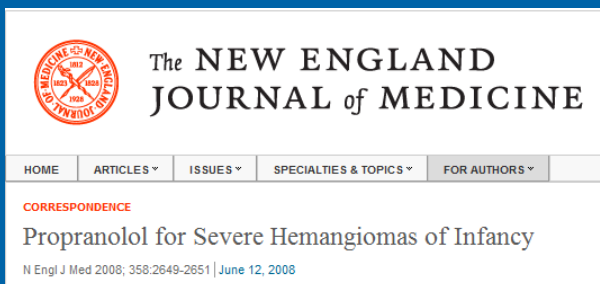 The NEW ENGLAND
JOURNAL of MEDICINE
HOME ARTICLES ISSUES SPECIALTIES & TOPICS FOR AUTHORS
CORRESPONDENCE
Propranolol for Severe Hemangiomas of Infancy
N Engl J Med 2008; 358:2649-2651 | June 12, 2008